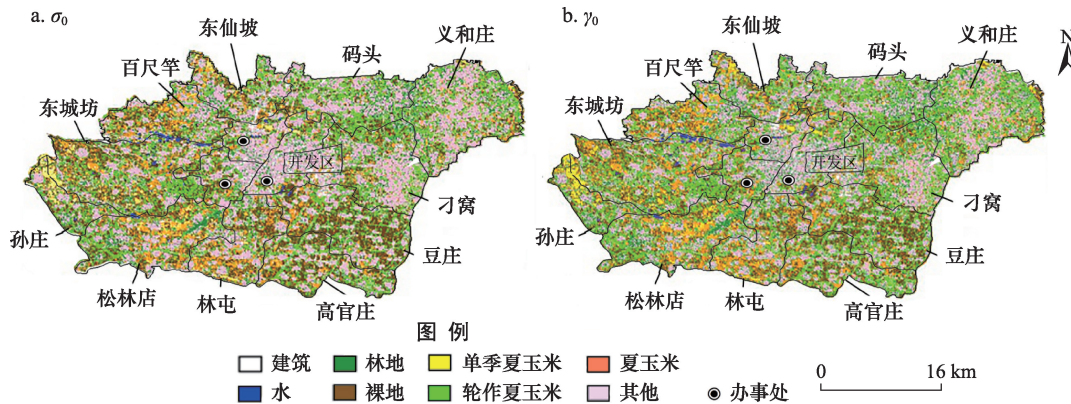 a. σ₀
东仙坡
码头
义和庄
百尺竿
东城坊
开发区
刁窝
孙庄
豆庄
松林店
林屯
高官庄
b. γ₀
N
东仙坡
码头
义和庄
百尺竿
东城坊
开发区
刁窝
孙庄
豆庄
松林店
林屯
高官庄
图 例
建筑 林地 单季夏玉米 夏玉米
水 裸地 轮作夏玉米 其他 办事处
0 16 km